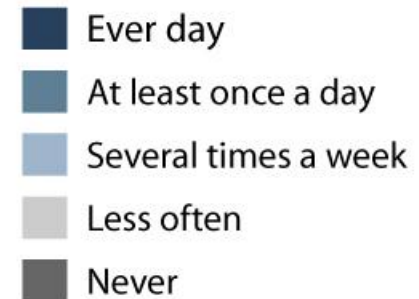 Ever day
At least once a day
Several times a week
Less often
Never